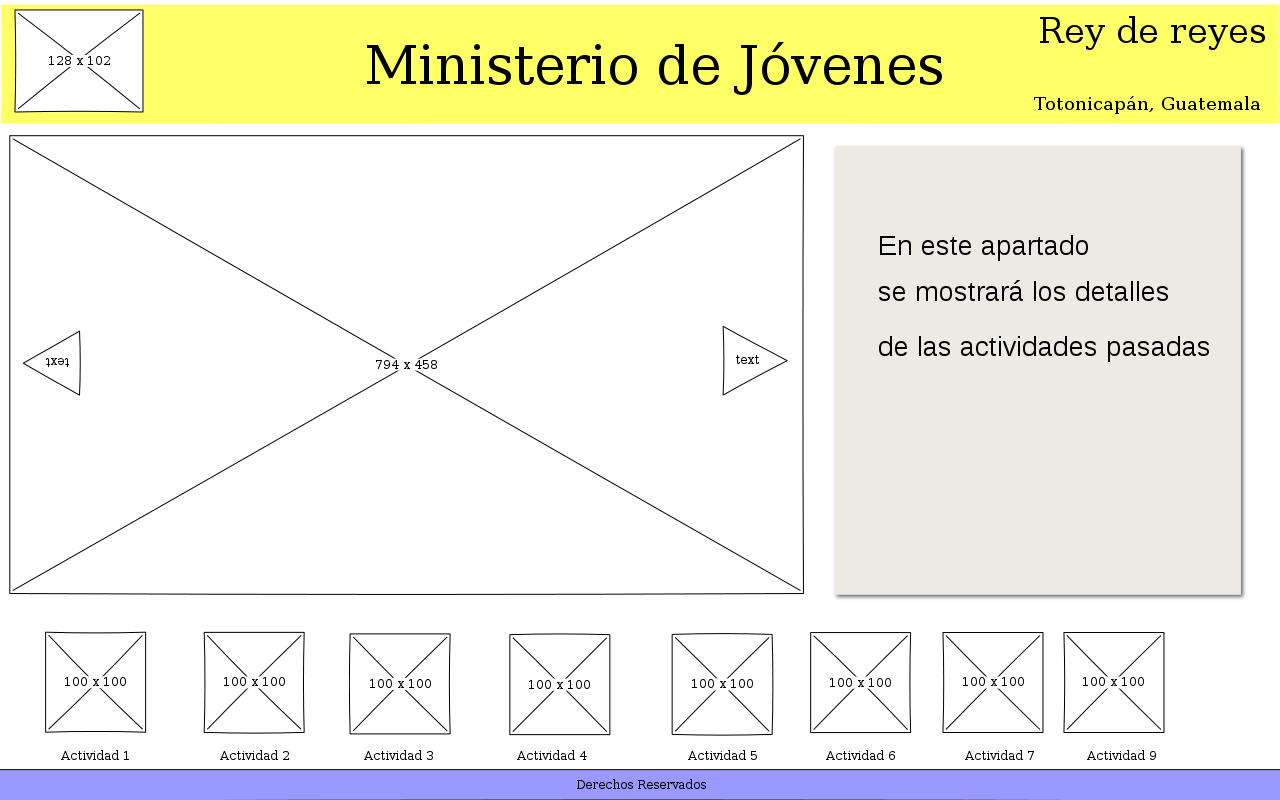 128 x 102
Ministerio de Jóvenes
Rey de reyes
Totonicapán, Guatemala
text
794 x 458
text
En este apartado
se mostrará los detalles
de las actividades pasadas
100 x 100
100 x 100
100 x 100
100 x 100
100 x 100
100 x 100
100 x 100
100 x 100
Actividad 1
Actividad 2
Actividad 3
Actividad 4
Actividad 5
Actividad 6
Actividad 7
Actividad 9
Derechos Reservados